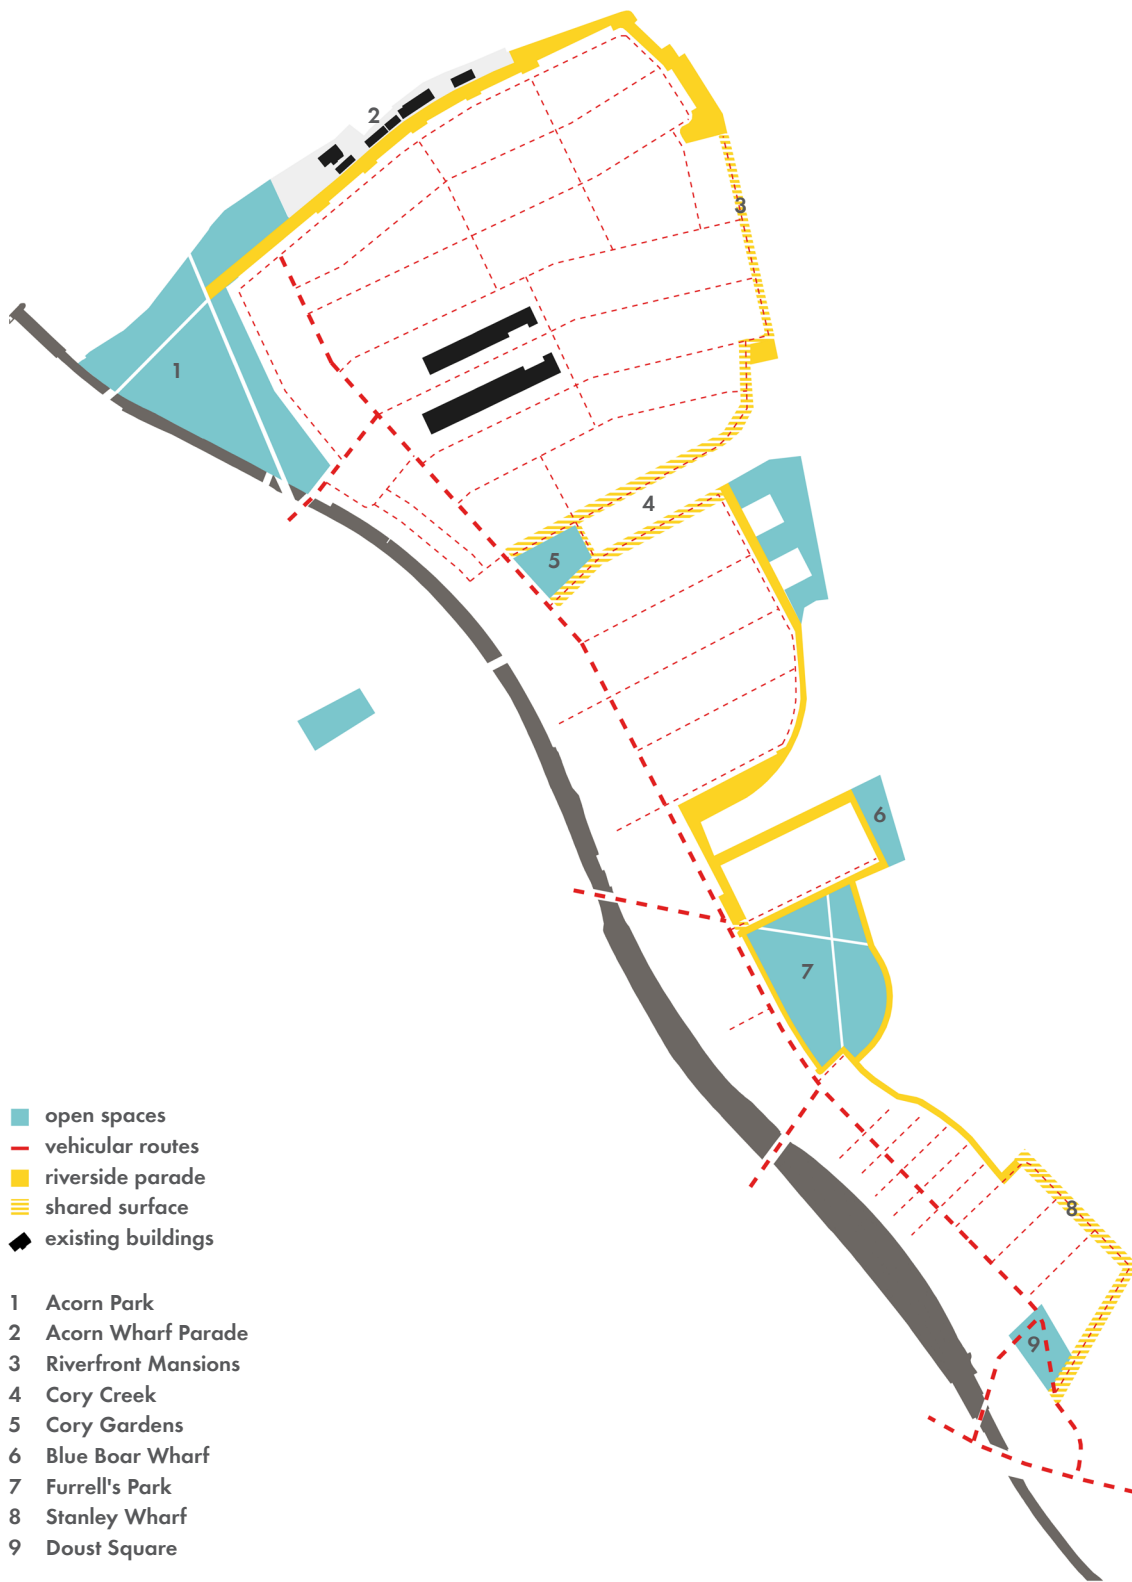 2
3
1
4
5
6
7
8
9
open spaces
vehicular routes
riverside parade
shared surface
existing buildings
1 Acorn Park
2 Acorn Wharf Parade
3 Riverfront Mansions
4 Cory Creek
5 Cory Gardens
6 Blue Boar Wharf
7 Furrell's Park
8 Stanley Wharf
9 Doust Square